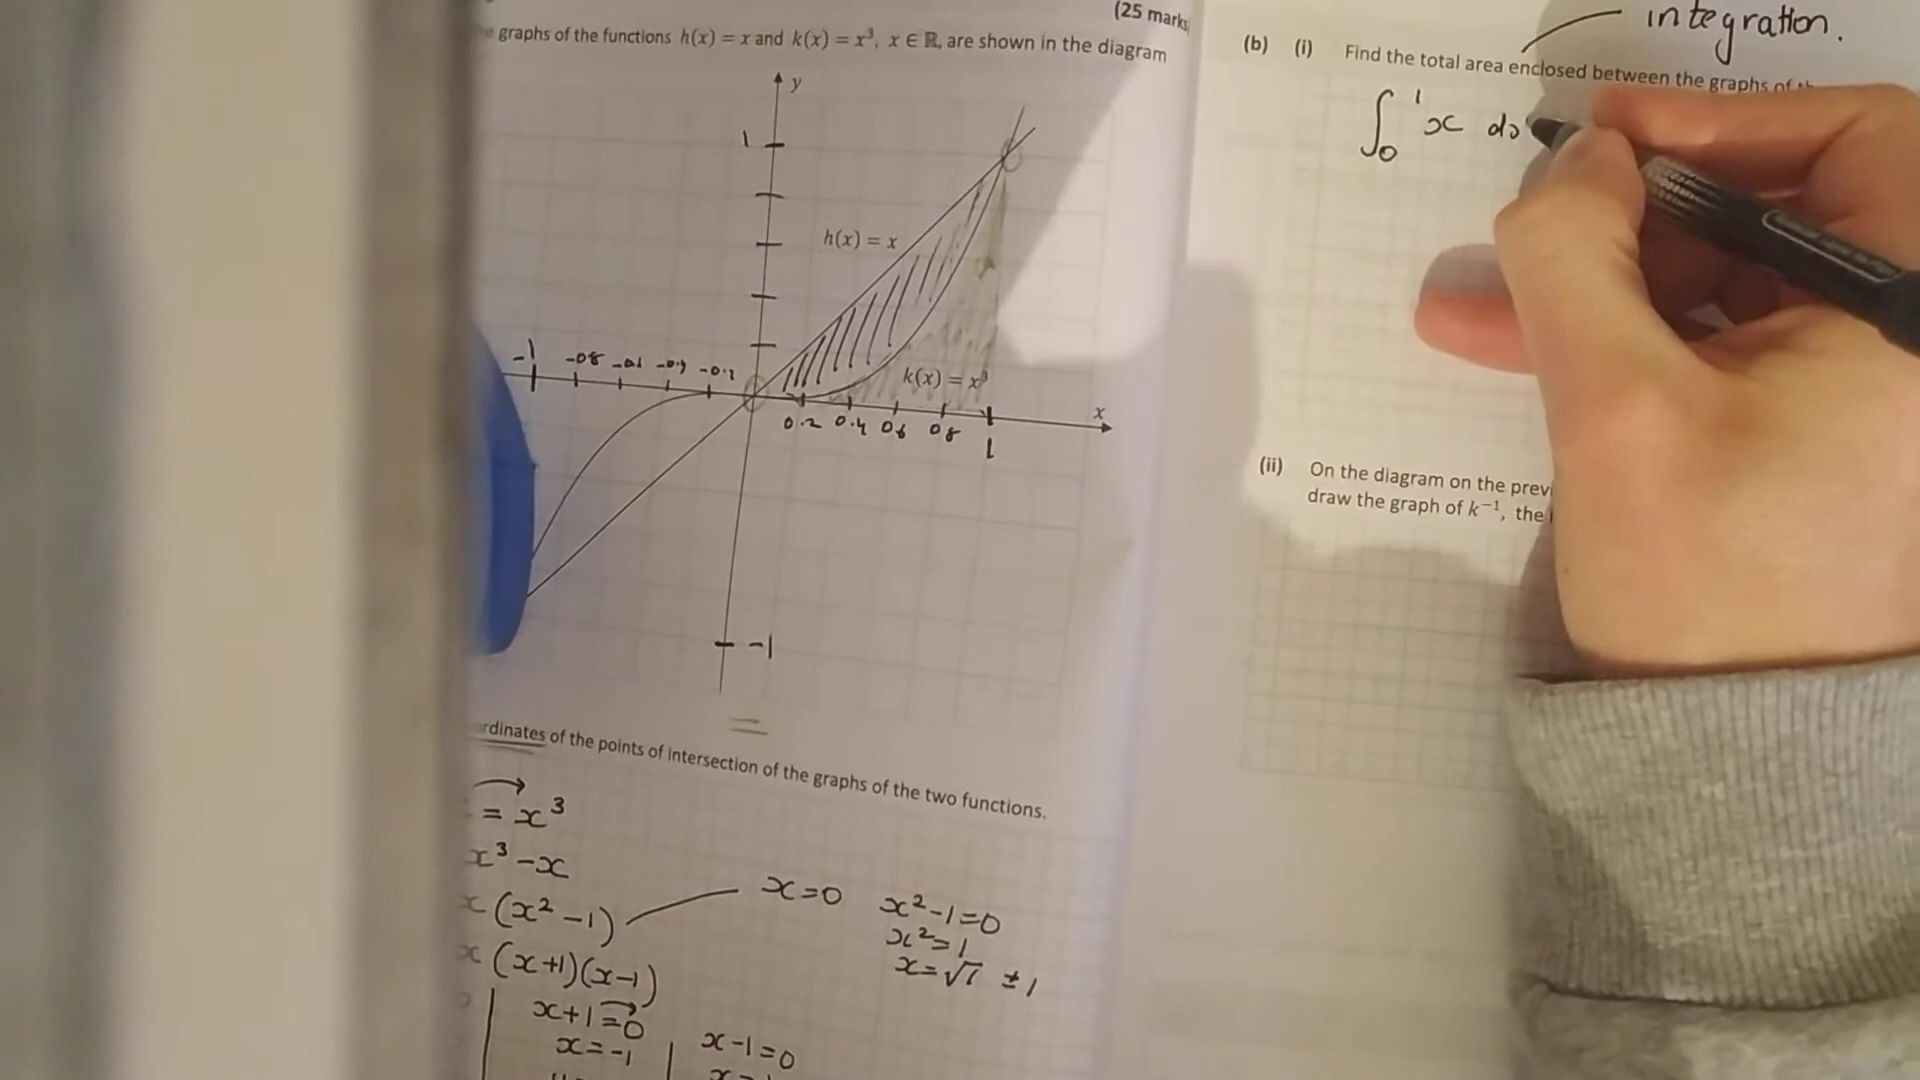 (25 marks
graphs of the functions h(x) = x and k(x) = x³, x ∈ ℝ, are shown in the diagram
y
1
h(x) = x
k(x) = x³
-1 -0.8 -0.4 -0.2
0.2 0.4 0.6 0.8 1
x
-1
ordinates of the points of intersection of the graphs of the two functions.
= x³
x³ - x
x (x² - 1)
x (x+1)(x-1)
x+1=0
x=-1
x-1=0
x=0
x²-1=0
x²=1
x=√1 ±1
integration.
(b) (i) Find the total area enclosed between the graphs of
∫₀¹ x dx
(ii) On the diagram on the previ
draw the graph of k⁻¹, the